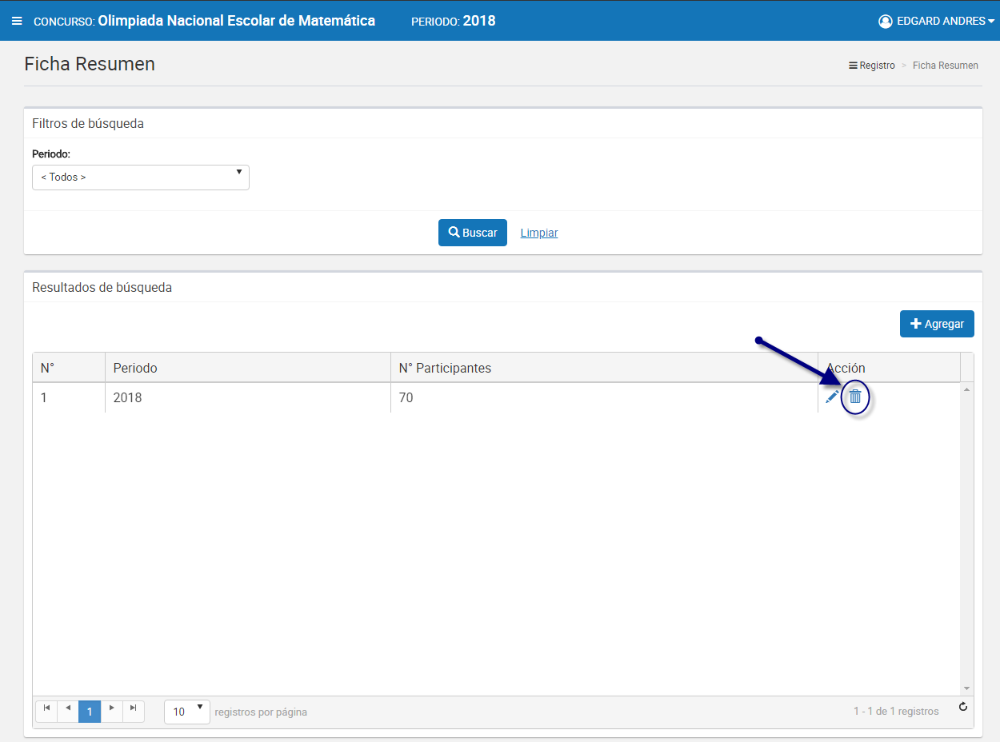 CONCURSO: Olimpiada Nacional Escolar de Matemática PERIODO: 2018 EDGARD ANDRES
Ficha Resumen
Registro > Ficha Resumen
Filtros de búsqueda
Periodo:
< Todos >
Buscar Limpiar
Resultados de búsqueda
Agregar
N° Periodo N° Participantes Acción
1 2018 70
1 10 registros por página 1 - 1 de 1 registros